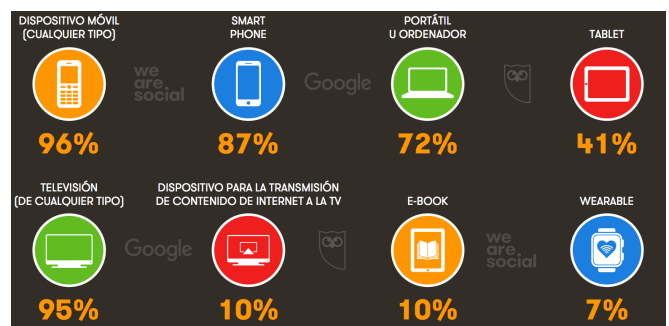 DISPOSITIVO MÓVIL
(CUALQUIER TIPO)
SMART
PHONE
PORTÁTIL
U ORDENADOR
TABLET
we
are.
social
Google
96%
87%
72%
41%
TELEVISIÓN
(DE CUALQUIER TIPO)
DISPOSITIVO PARA LA TRANSMISIÓN
DE CONTENIDO DE INTERNET A LA TV
E-BOOK
WEARABLE
Google
we
are.
social
95%
10%
10%
7%